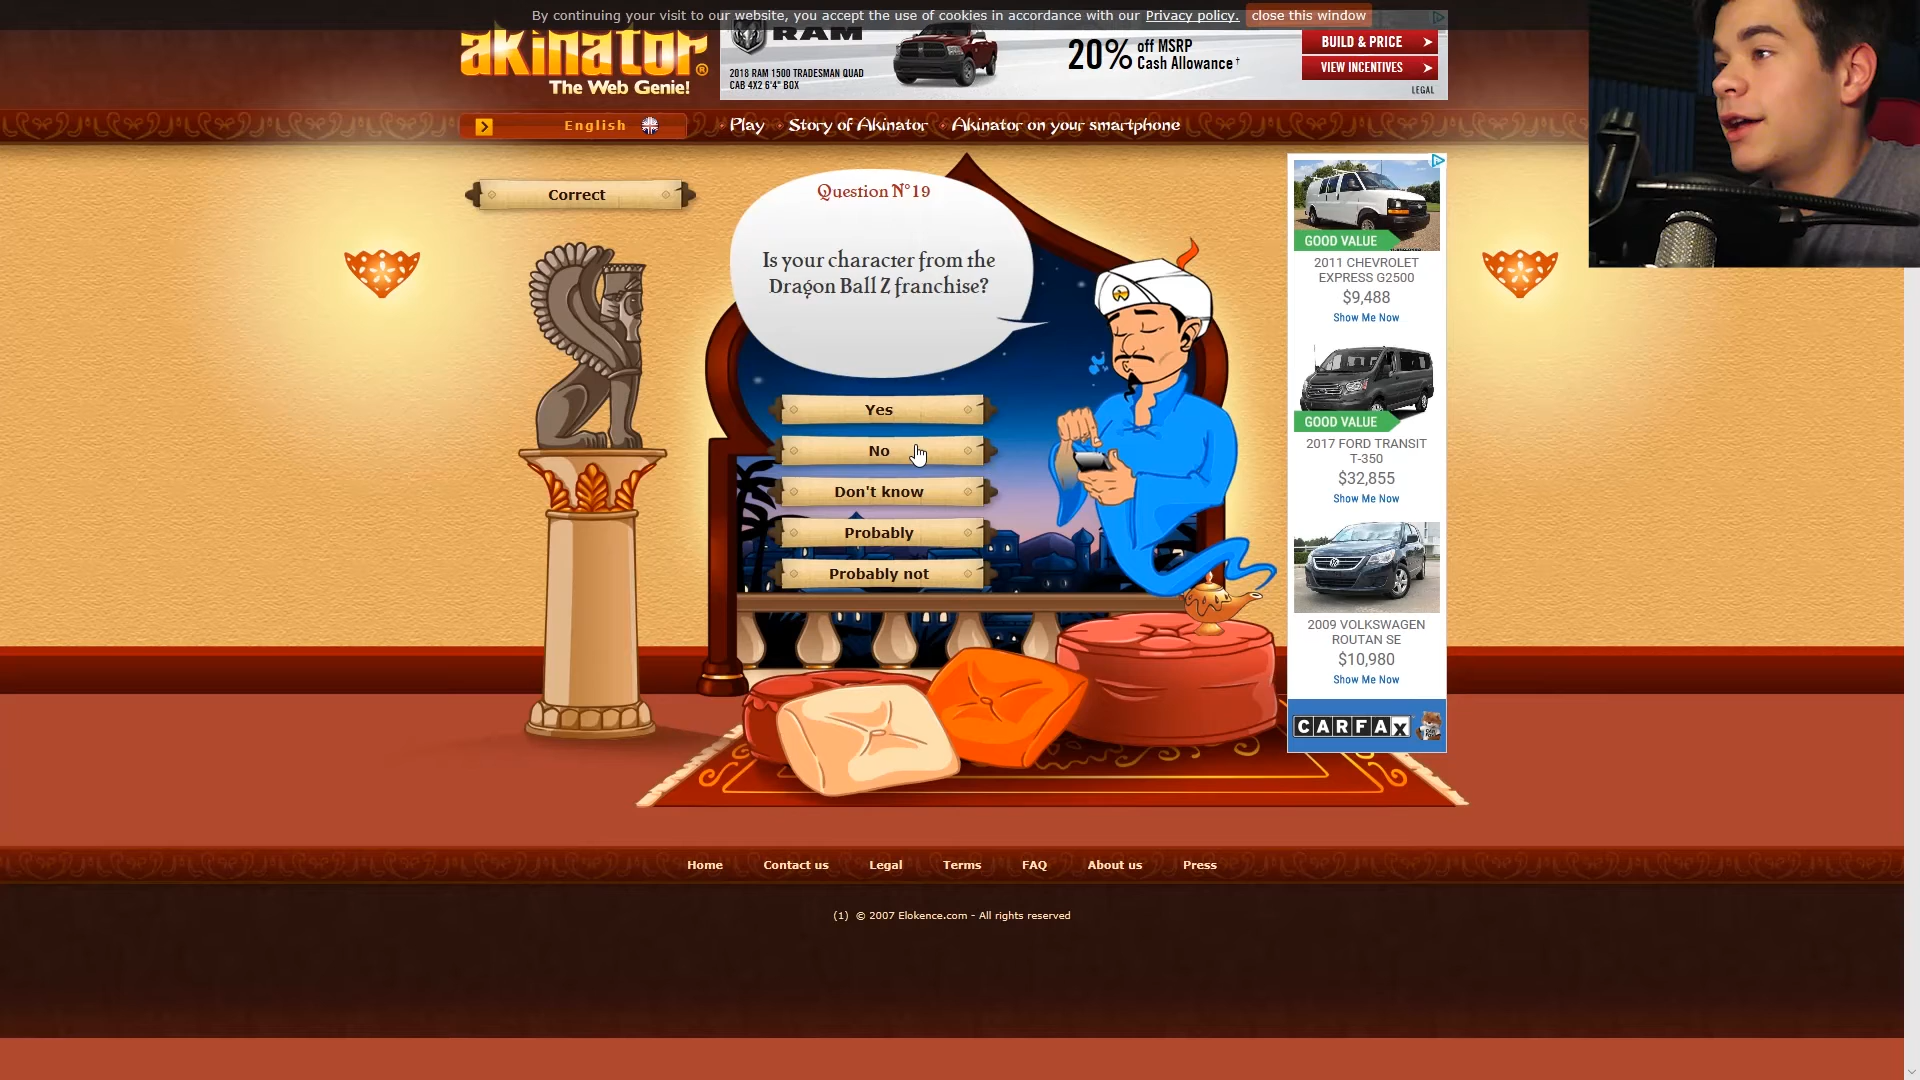 By continuing your visit to our website, you accept the use of cookies in accordance with our Privacy policy. close this window
akinator®
The Web Genie!
RAM
2018 RAM 1500 TRADESMAN QUAD
CAB 4X2 6'4" BOX
20% off MSRP
Cash Allowance†
BUILD & PRICE
VIEW INCENTIVES
LEGAL
English
Play
Story of Akinator
Akinator on your smartphone
Correct
Question N°19
Is your character from the
Dragon Ball Z franchise?
Yes
No
Don't know
Probably
Probably not
GOOD VALUE
2011 CHEVROLET
EXPRESS G2500
$9,488
Show Me Now
GOOD VALUE
2017 FORD TRANSIT
T-350
$32,855
Show Me Now
2009 VOLKSWAGEN
ROUTAN SE
$10,980
Show Me Now
CARFAX
Home
Contact us
Legal
Terms
FAQ
About us
Press
(1) © 2007 Elokence.com - All rights reserved